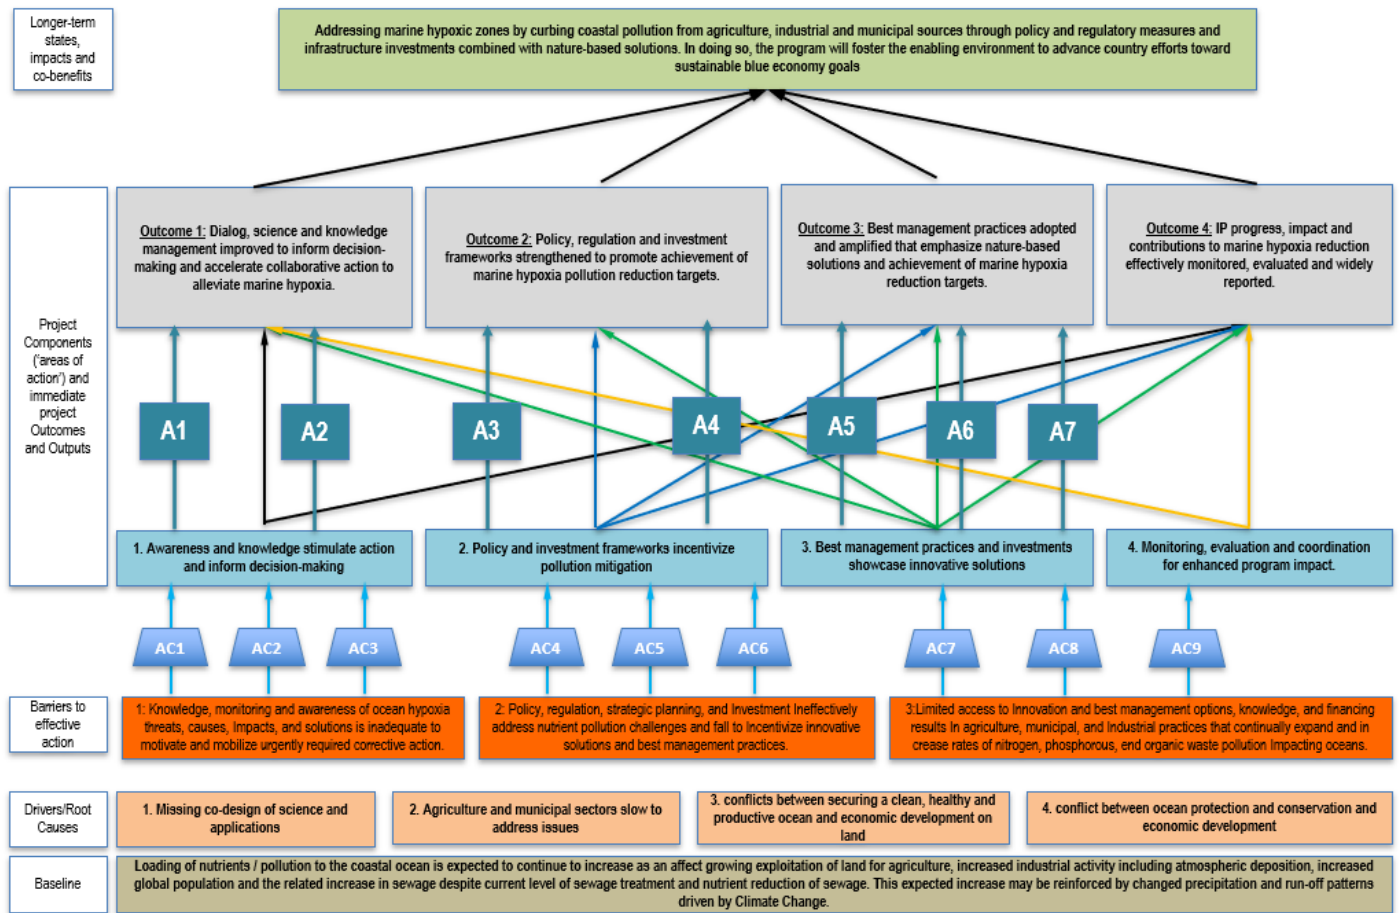 Longer-term
states,
impacts and
co-benefits
Addressing marine hypoxic zones by curbing coastal pollution from agriculture, industrial and municipal sources through policy and regulatory measures and
infrastructure investments combined with nature-based solutions. In doing so, the program will foster the enabling environment to advance country efforts toward
sustainable blue economy goals
Project
Components
('areas of
action') and
immediate
project
Outcomes
and Outputs
Outcome 1: Dialog, science and knowledge
management improved to inform decision-
making and accelerate collaborative action to
alleviate marine hypoxia.
Outcome 2: Policy, regulation and investment
frameworks strengthened to promote achievement of
marine hypoxia pollution reduction targets.
Outcome 3: Best management practices adopted
and amplified that emphasize nature-based
solutions and achievement of marine hypoxia
reduction targets.
Outcome 4: IP progress, impact and
contributions to marine hypoxia reduction
effectively monitored, evaluated and widely
reported.
A1
A2
A3
A4
A5
A6
A7
1. Awareness and knowledge stimulate action
and inform decision-making
2. Policy and investment frameworks incentivize
pollution mitigation
3. Best management practices and investments
showcase innovative solutions
4. Monitoring, evaluation and coordination
for enhanced program impact.
AC1
AC2
AC3
AC4
AC5
AC6
AC7
AC8
AC9
Barriers to
effective
action
1: Knowledge, monitoring and awareness of ocean hypoxia
threats, causes, Impacts, and solutions is inadequate to
motivate and mobilize urgently required corrective action.
2: Policy, regulation, strategic planning, and Investment Ineffectively
address nutrient pollution challenges and fall to Incentivize innovative
solutions and best management practices.
3:Limited access to Innovation and best management options, knowledge, and financing
results In agriculture, municipal, and Industrial practices that continually expand and in
crease rates of nitrogen, phosphorous, end organic waste pollution Impacting oceans.
Drivers/Root
Causes
1. Missing co-design of science and
applications
2. Agriculture and municipal sectors slow to
address issues
3. conflicts between securing a clean, healthy and
productive ocean and economic development on
land
4. conflict between ocean protection and conservation and
economic development
Baseline
Loading of nutrients / pollution to the coastal ocean is expected to continue to increase as an affect growing exploitation of land for agriculture, increased industrial activity including atmospheric deposition, increased
global population and the related increase in sewage despite current level of sewage treatment and nutrient reduction of sewage. This expected increase may be reinforced by changed precipitation and run-off patterns
driven by Climate Change.